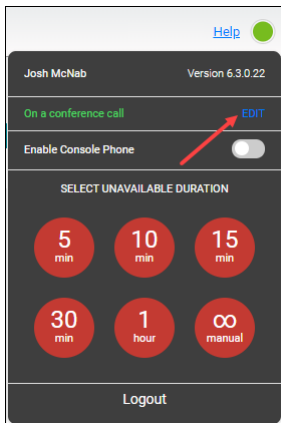 Help
Josh McNab Version 6.3.0.22
On a conference call EDIT
Enable Console Phone
SELECT UNAVAILABLE DURATION
5 10 15
min min min
30 1 ∞
min hour manual
Logout